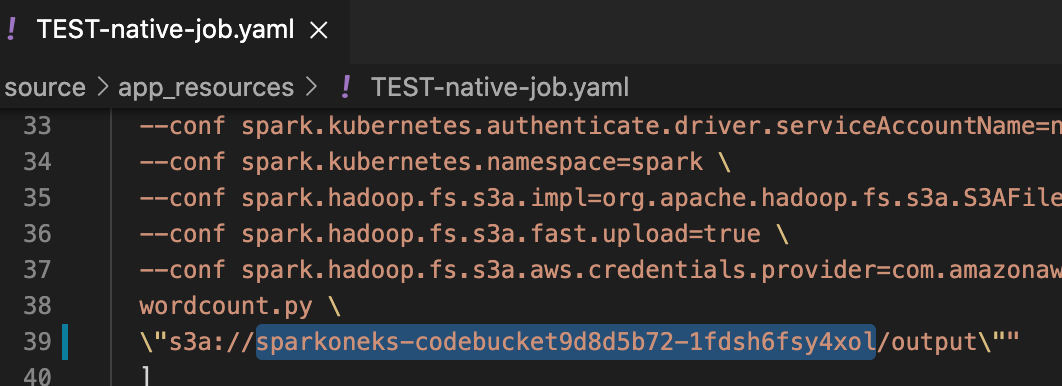 ! TEST-native-job.yaml ×
source > app_resources > ! TEST-native-job.yaml
33 --conf spark.kubernetes.authenticate.driver.serviceAccountName=n
34 --conf spark.kubernetes.namespace=spark \
35 --conf spark.hadoop.fs.s3a.impl=org.apache.hadoop.fs.s3a.S3AFile
36 --conf spark.hadoop.fs.s3a.fast.upload=true \
37 --conf spark.hadoop.fs.s3a.aws.credentials.provider=com.amazonaw
38 wordcount.py \
39 \"s3a://sparkoneks-codebucket9d8d5b72-1fdsh6fsy4xol/output\""
40 ]